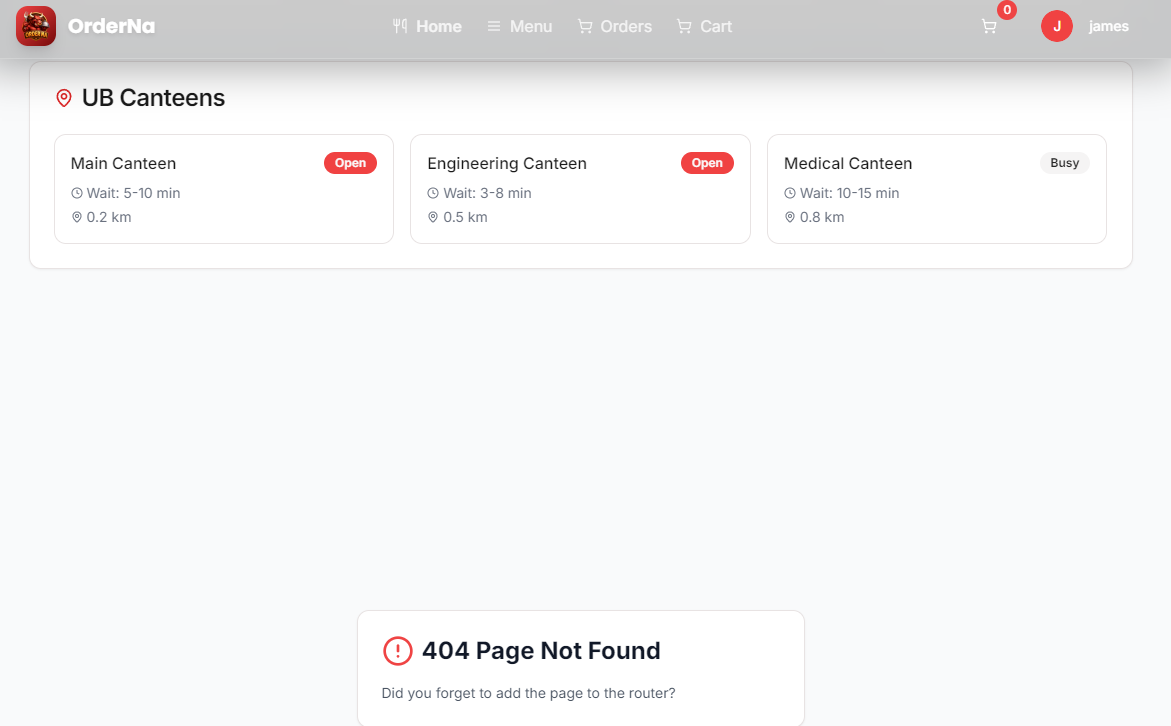 ORDERNA
OrderNa
Home
Menu
Orders
Cart
0
J
james
UB Canteens
Main Canteen
Open
Wait: 5-10 min
0.2 km
Engineering Canteen
Open
Wait: 3-8 min
0.5 km
Medical Canteen
Busy
Wait: 10-15 min
0.8 km
404 Page Not Found
Did you forget to add the page to the router?